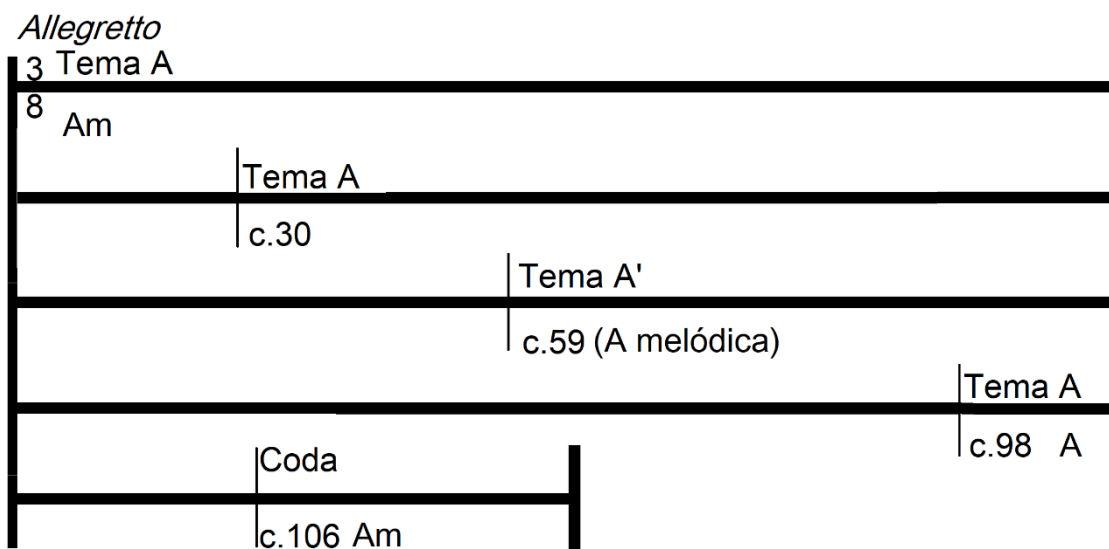 Allegretto
3 Tema A
8 Am
Tema A
c.30
Tema A'
c.59 (A melódica)
Tema A
c.98 A
Coda
c.106 Am